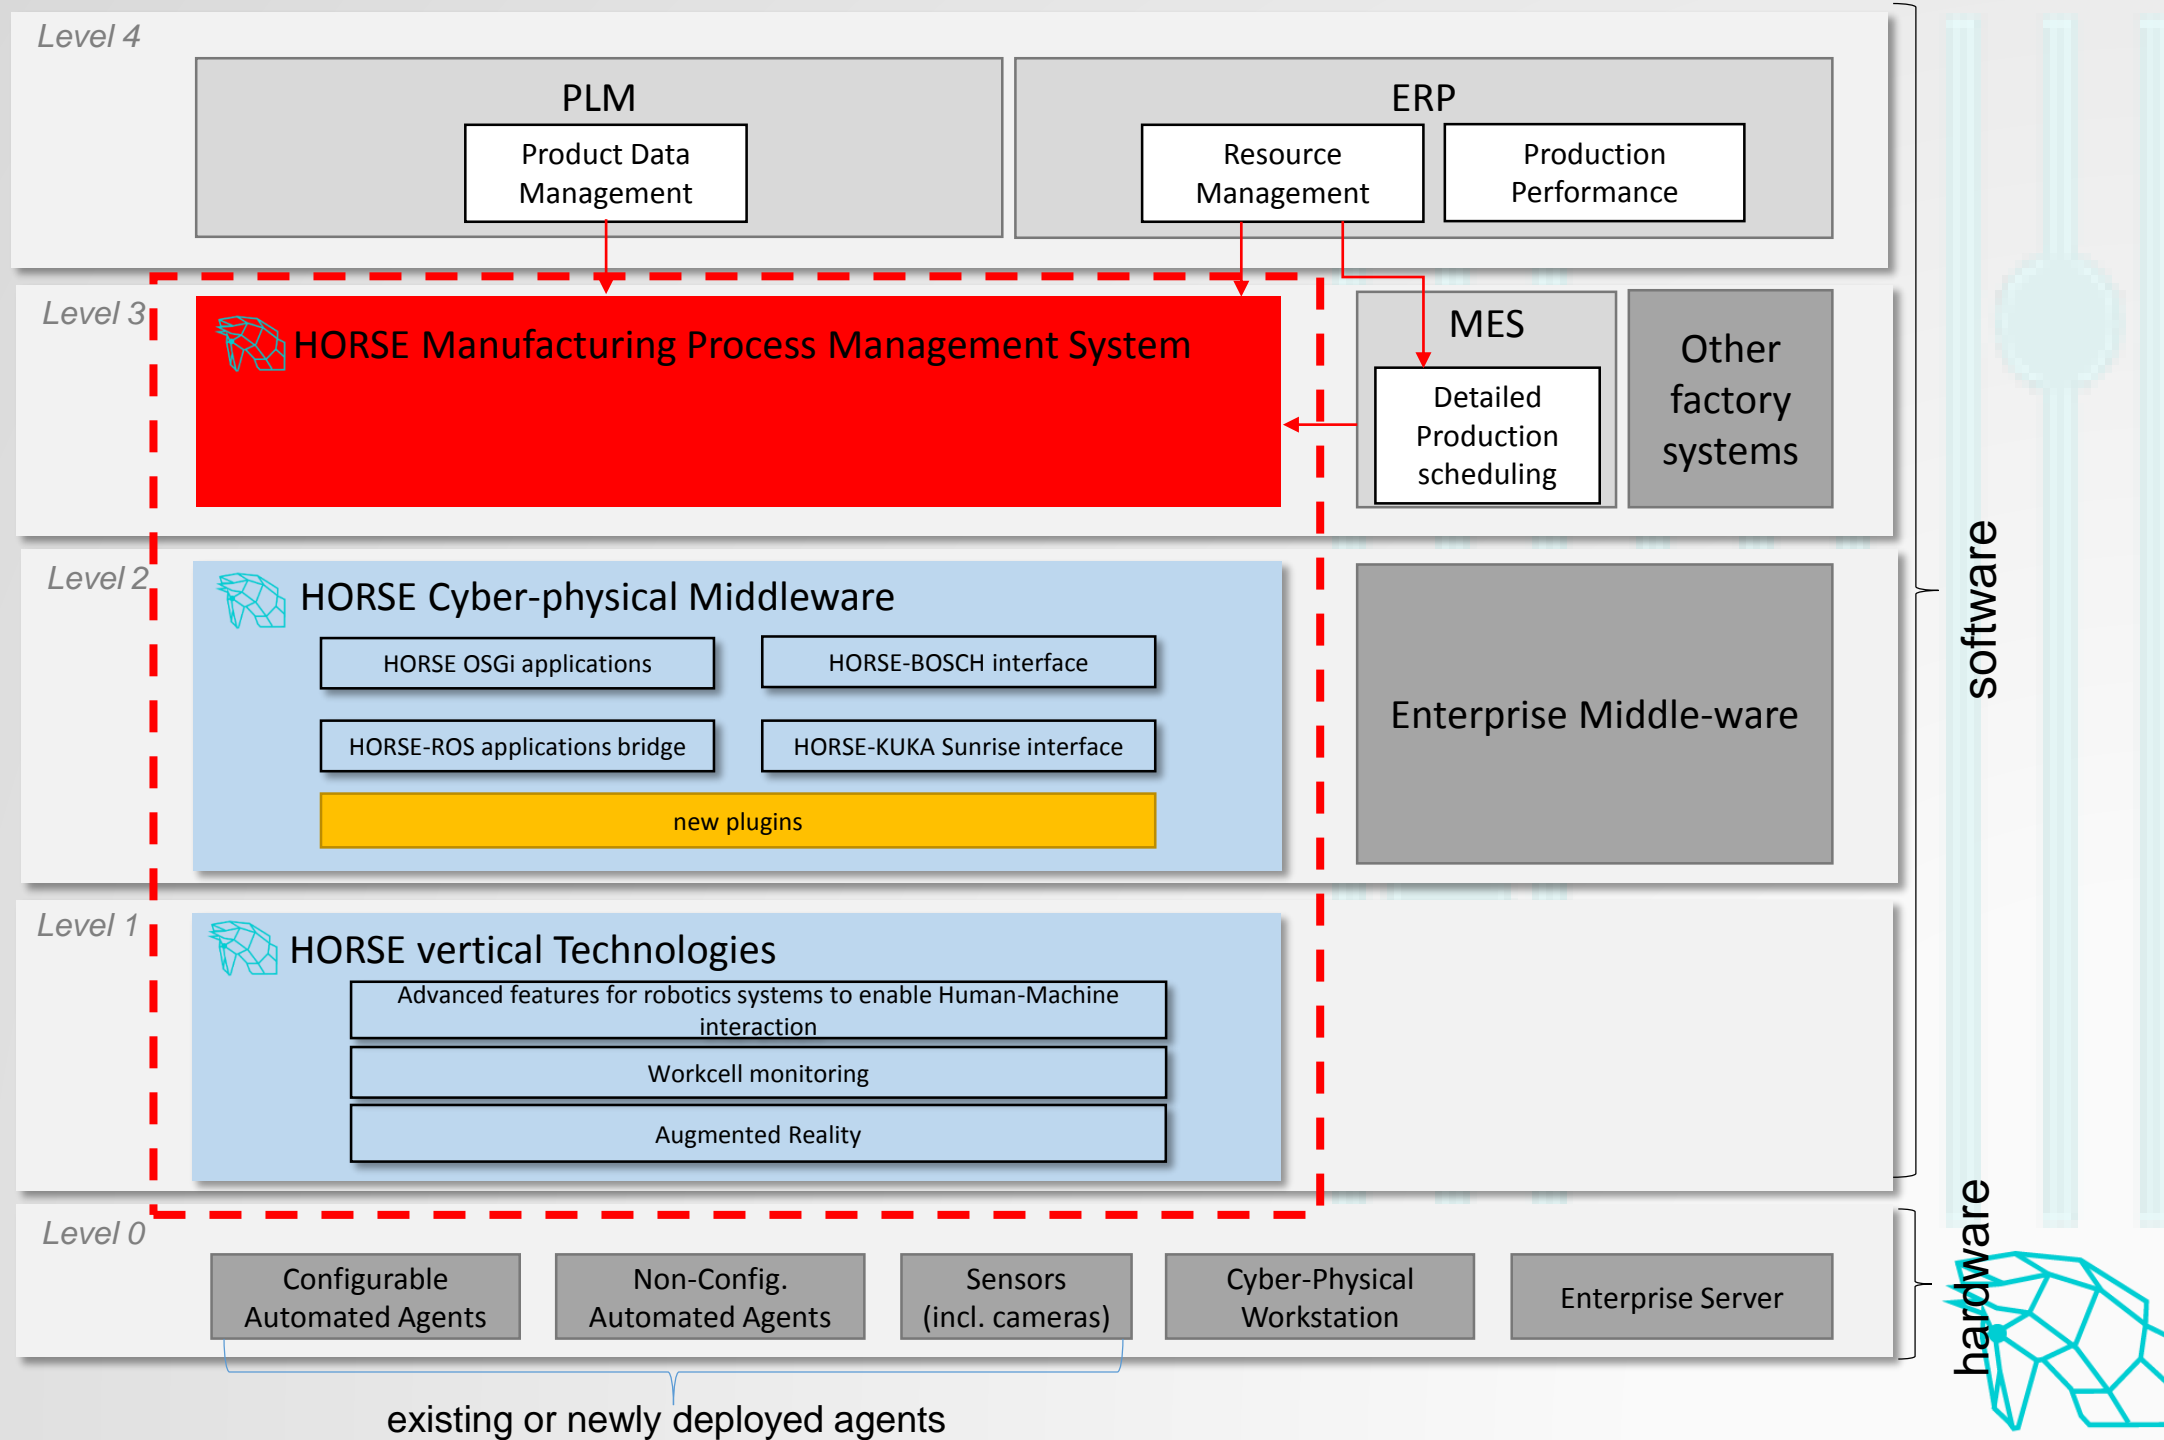 Level 4
PLM
Product Data
Management
ERP
Resource
Management
Production
Performance
Level 3
HORSE Manufacturing Process Management System
MES
Detailed
Production
scheduling
Other
factory
systems
Level 2
HORSE Cyber-physical Middleware
HORSE OSGi applications
HORSE-BOSCH interface
HORSE-ROS applications bridge
HORSE-KUKA Sunrise interface
new plugins
Enterprise Middle-ware
software
Level 1
HORSE vertical Technologies
Advanced features for robotics systems to enable Human-Machine
interaction
Workcell monitoring
Augmented Reality
Level 0
Configurable
Automated Agents
Non-Config.
Automated Agents
Sensors
(incl. cameras)
Cyber-Physical
Workstation
Enterprise Server
hardware
existing or newly deployed agents